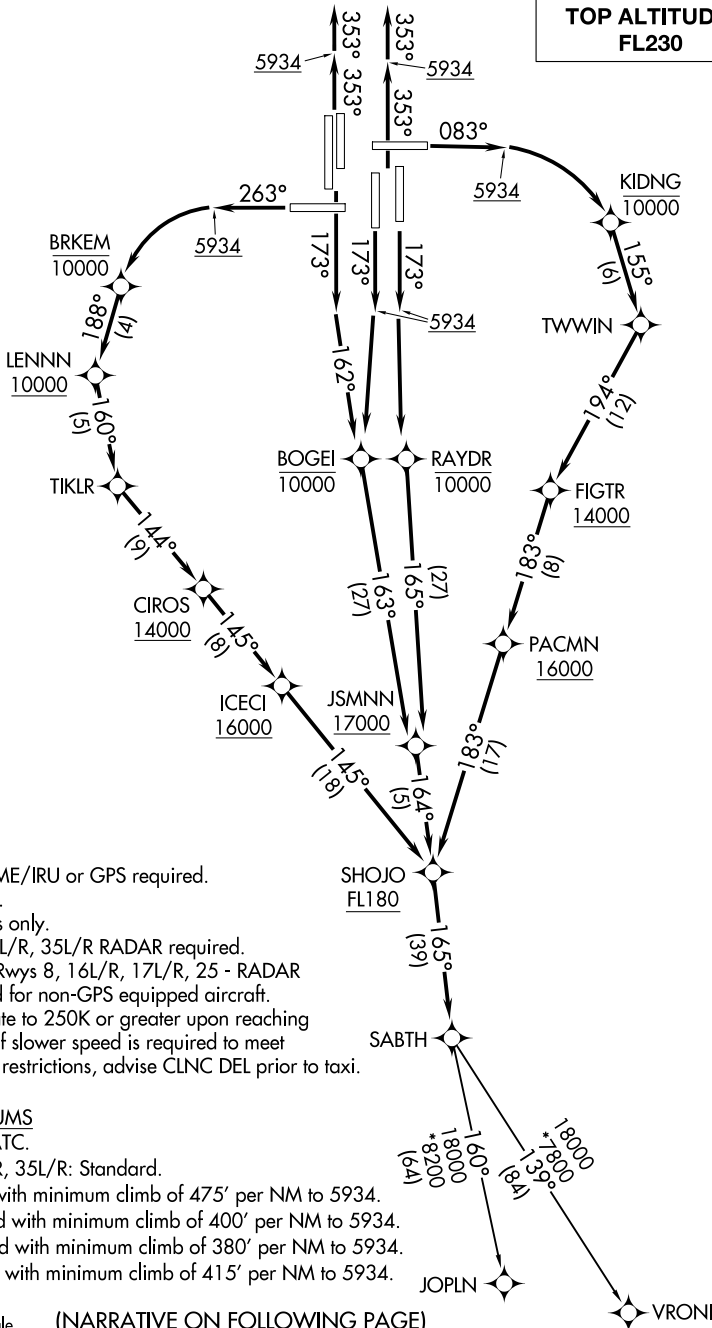 TOP ALTITUD
FL230
353°
353°
5934
5934
353°
353°
083°
5934
KIDNG
10000
263°
5934
BRKEM
10000
155°
(6)
173°
173°
173°
188°
(4)
5934
TWWIN
LENNN
10000
162°
160°
(5)
194°
(12)
TIKLR
BOGEI
10000
RAYDR
10000
FIGTR
14000
144°
(9)
183°
(8)
163°
(27)
165°
(27)
CIROS
14000
145°
(8)
PACMN
16000
ICECI
16000
JSMNN
17000
183°
(17)
145°
(18)
164°
(5)
ME/IRU or GPS required.
.
s only.
L/R, 35L/R RADAR required.
Rwys 8, 16L/R, 17L/R, 25 - RADAR
d for non-GPS equipped aircraft.
ate to 250K or greater upon reaching
f slower speed is required to meet
restrictions, advise CLNC DEL prior to taxi.
SHOJO
FL180
165°
(39)
SABTH
UMS
ATC.
R, 35L/R: Standard.
with minimum climb of 475' per NM to 5934.
d with minimum climb of 400' per NM to 5934.
d with minimum climb of 380' per NM to 5934.
with minimum climb of 415' per NM to 5934.
160°
18000
*8200
(64)
18000
*7800
139°
(84)
JOPLN
VRONI
(NARRATIVE ON FOLLOWING PAGE)